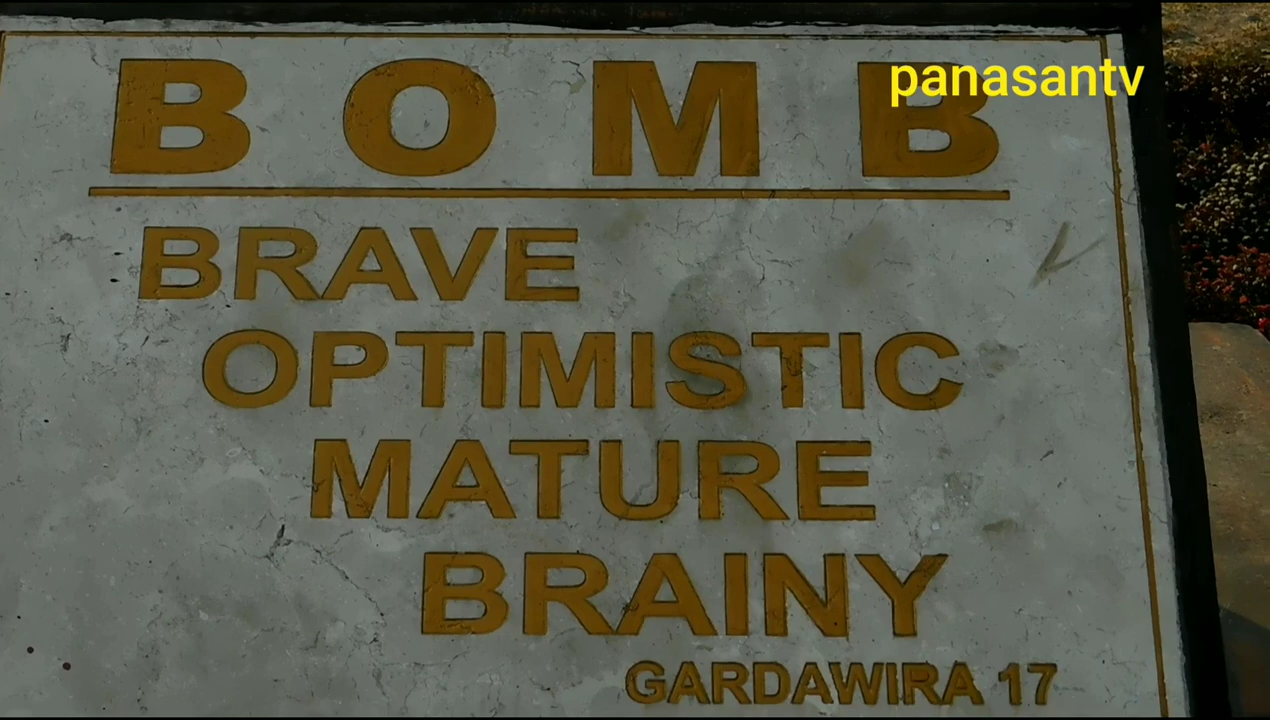 panasantv
B O M B
BRAVE
OPTIMISTIC
MATURE
BRAINY
GARDAWIRA 17